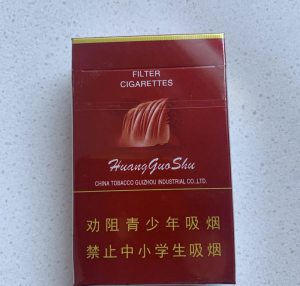 FILTER
CIGARETTES
HuangGuoShu
CHINA TOBACCO GUIZHOU INDUSTRIAL CO.,LTD.
劝阻青少年吸烟
禁止中小学生吸烟